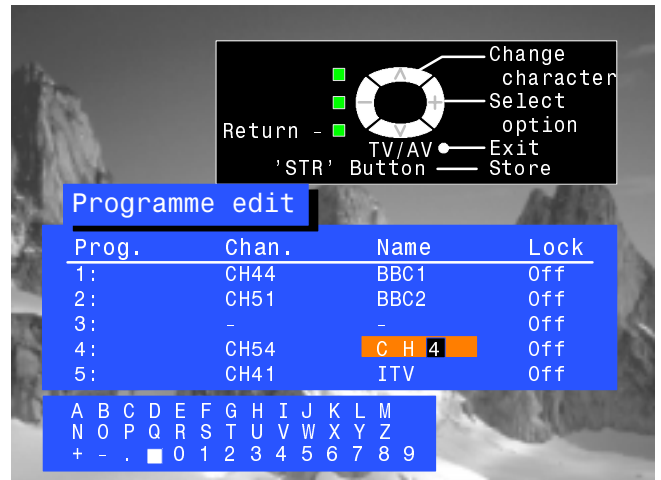 Change
character
Select
option
Return -
TV/AV Exit
'STR' Button Store
Programme edit
Prog. Chan. Name Lock
1: CH44 BBC1 Off
2: CH51 BBC2 Off
3: - - Off
4: CH54 C H 4 Off
5: CH41 ITV Off
A B C D E F G H I J K L M
N O P Q R S T U V W X Y Z
+ - . 0 1 2 3 4 5 6 7 8 9